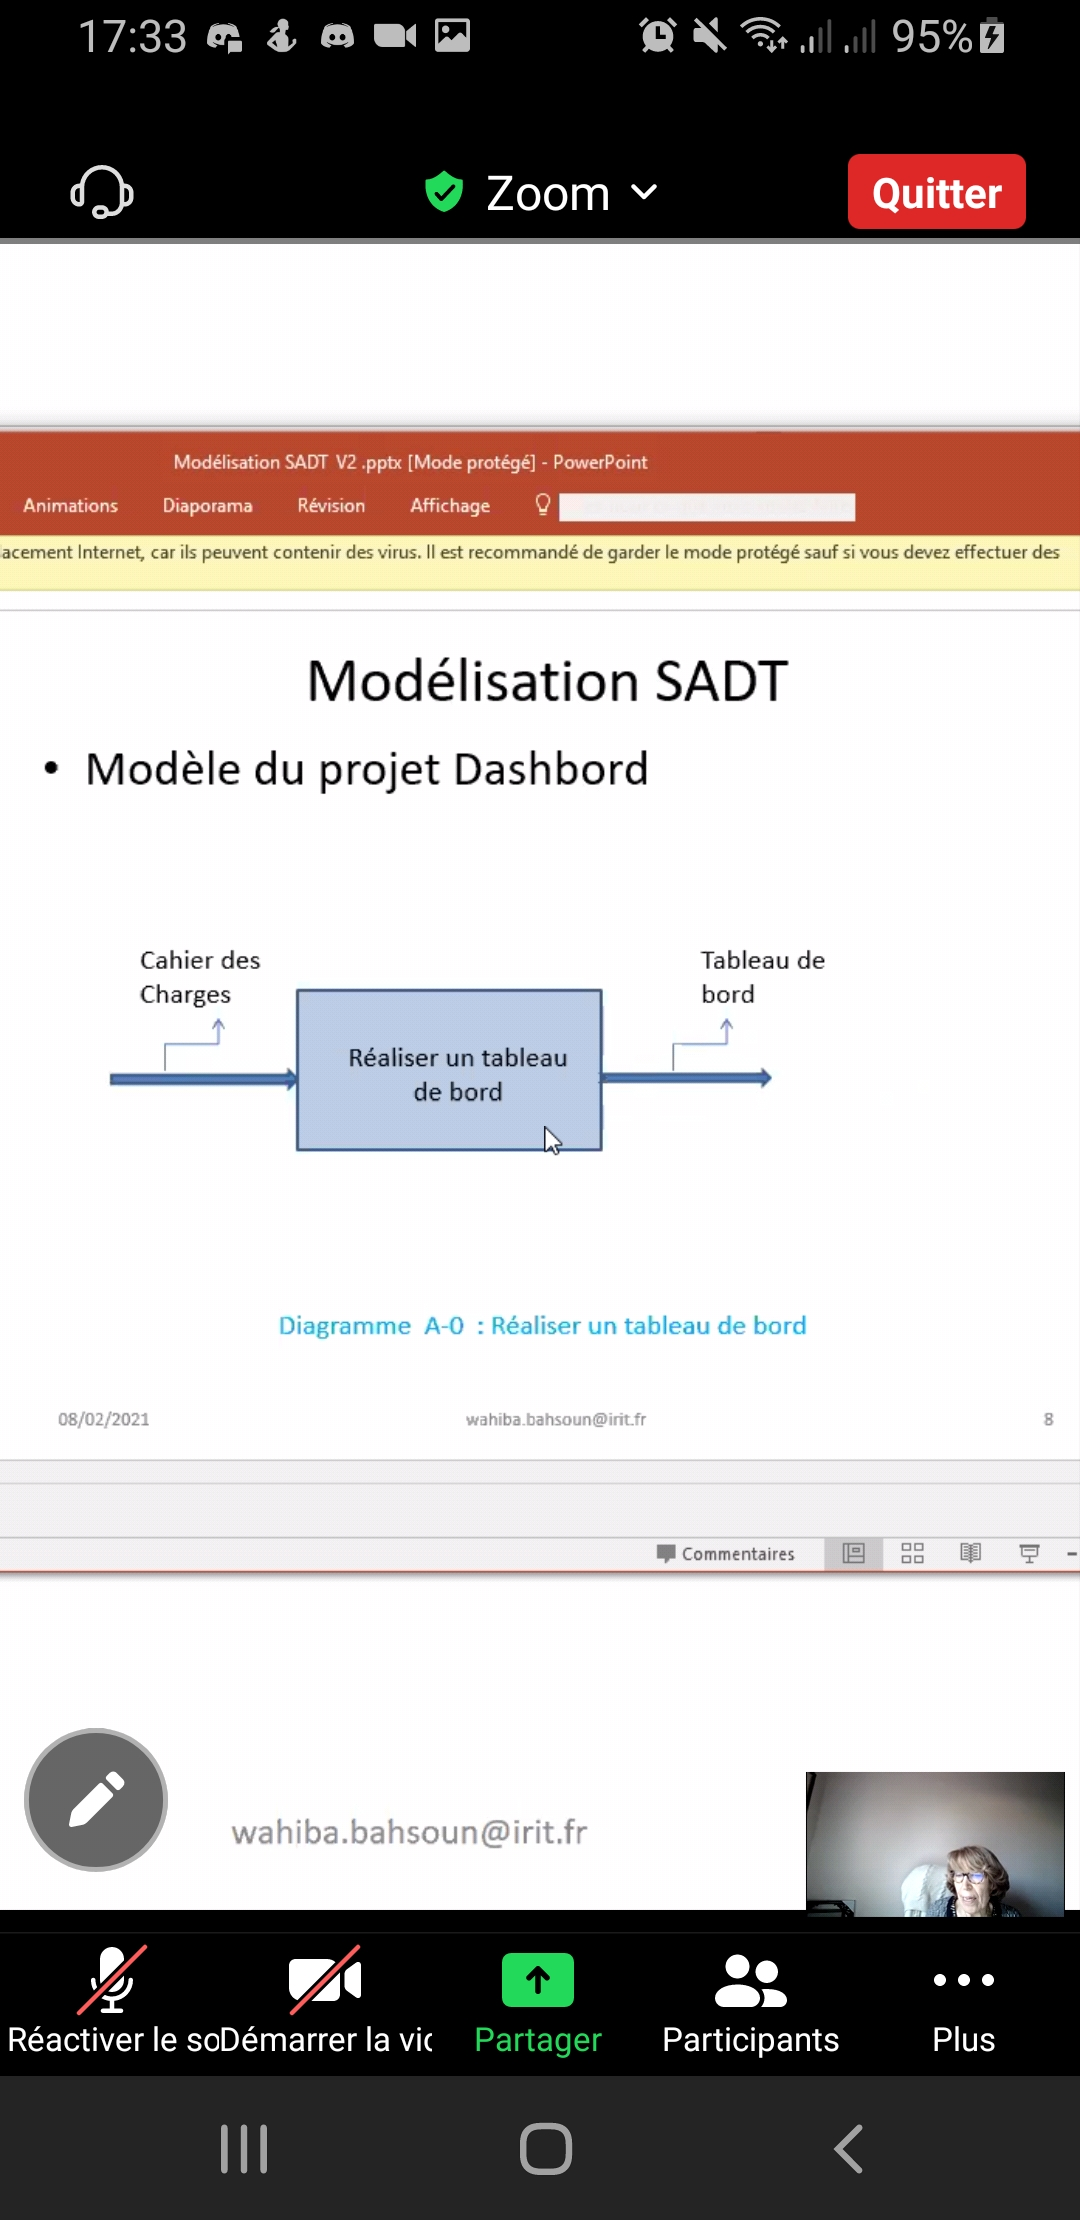 17:33
95%
Zoom
Quitter
Modélisation SADT V2 .pptx [Mode protégé] - PowerPoint
Animations Diaporama Révision Affichage
acement Internet, car ils peuvent contenir des virus. Il est recommandé de garder le mode protégé sauf si vous devez effectuer des
Modélisation SADT
• Modèle du projet Dashbord
Cahier des
Charges
Tableau de
bord
Réaliser un tableau
de bord
Diagramme A-0 : Réaliser un tableau de bord
08/02/2021 wahiba.bahsoun@irit.fr 8
Commentaires
wahiba.bahsoun@irit.fr
Réactiver le so Démarrer la vic Partager Participants Plus